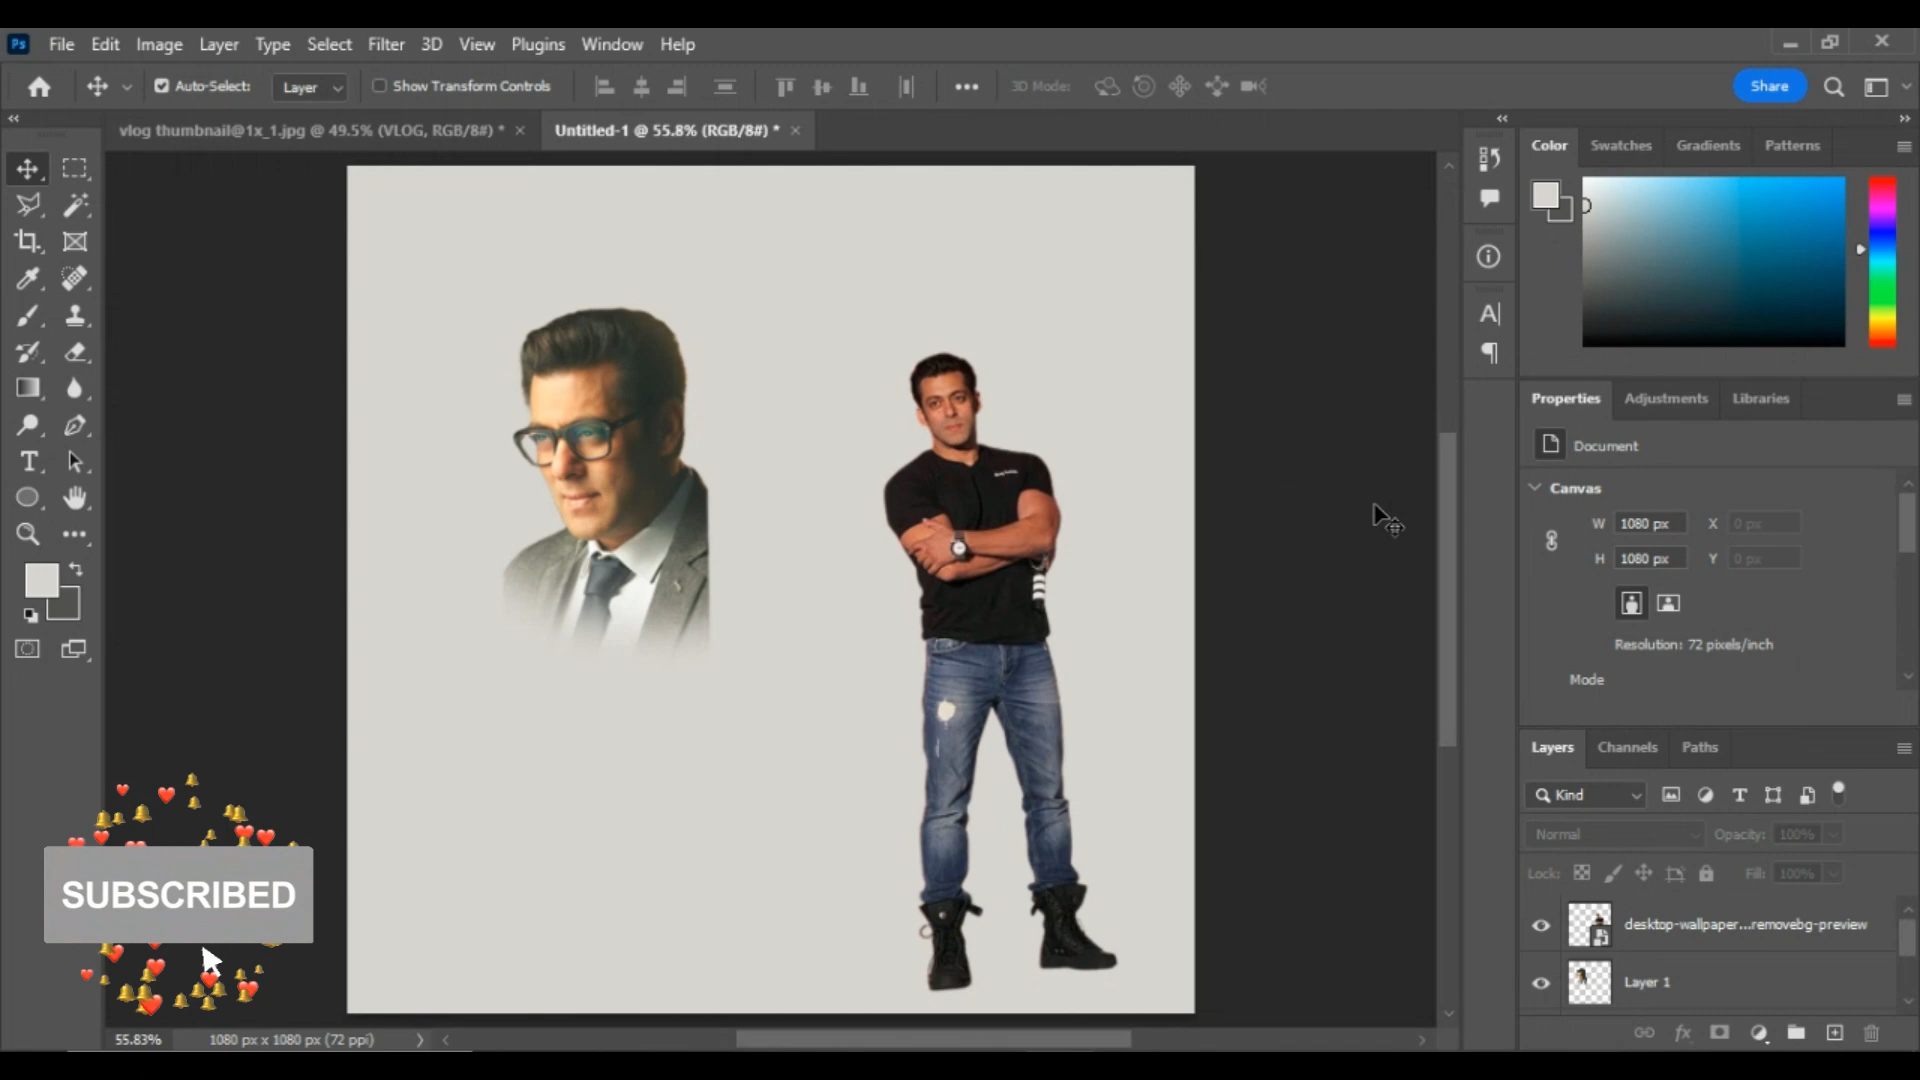 Ps File Edit Image Layer Type Select Filter 3D View Plugins Window Help
Auto-Select: Layer Show Transform Controls 3D Mode: Share
vlog thumbnail@1x_1.jpg @ 49.5% (VLOG, RGB/8#) * Untitled-1 @ 55.8% (RGB/8#) *
Color Swatches Gradients Patterns
Properties Adjustments Libraries
Document
Canvas
W 1080 px X 0 px
H 1080 px Y 0 px
Resolution: 72 pixels/inch
Mode
Layers Channels Paths
Kind
Normal Opacity: 100%
Lock: Fill: 100%
desktop-wallpaper...removebg-preview
Layer 1
SUBSCRIBED
55.83% 1080 px x 1080 px (72 ppi)